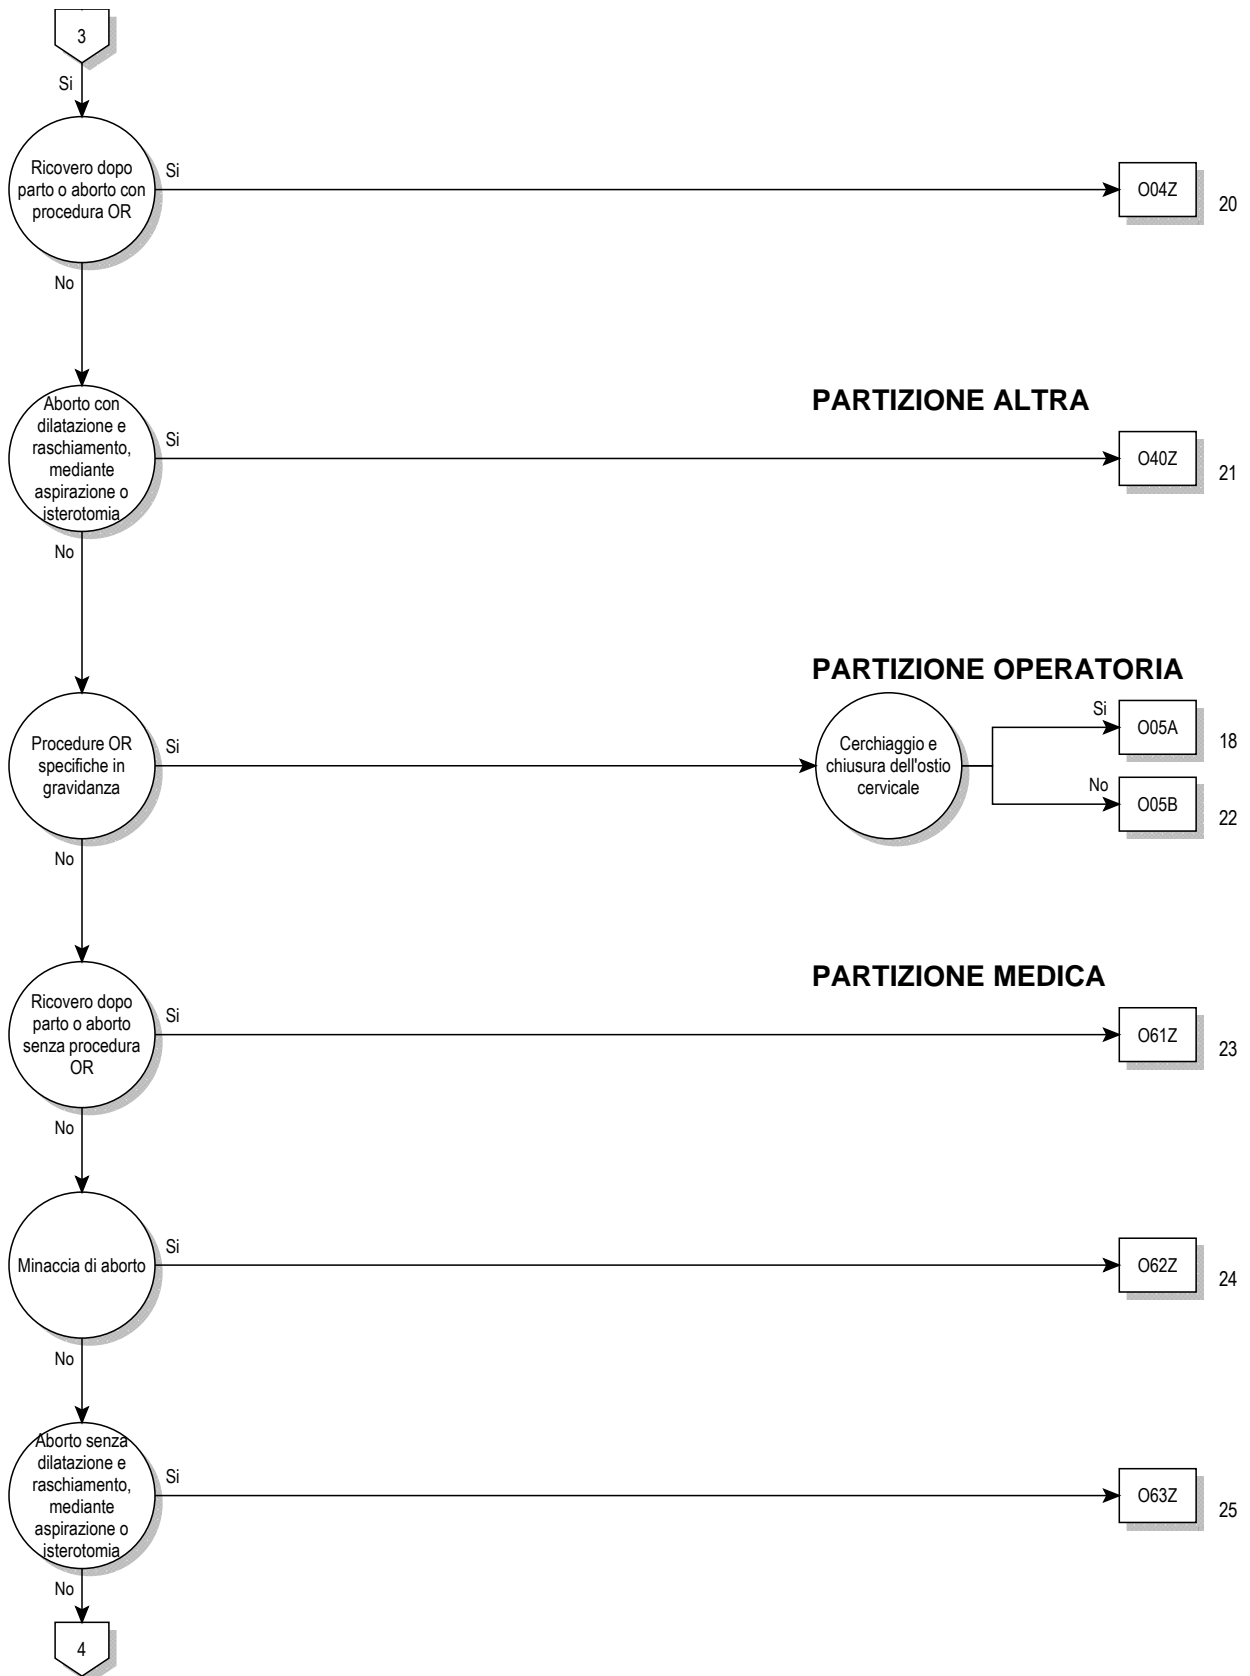 3
Si
Ricovero dopo
parto o aborto con
procedura OR
Si
O04Z
20
No
PARTIZIONE ALTRA
Aborto con
dilatazione e
raschiamento,
mediante
aspirazione o
isterotomia
Si
O40Z
21
No
PARTIZIONE OPERATORIA
Procedure OR
specifiche in
gravidanza
Si
Cerchiaggio e
chiusura dell'ostio
cervicale
Si
O05A
18
No
O05B
22
No
PARTIZIONE MEDICA
Ricovero dopo
parto o aborto
senza procedura
OR
Si
O61Z
23
No
Minaccia di aborto
Si
O62Z
24
No
Aborto senza
dilatazione e
raschiamento,
mediante
aspirazione o
isterotomia
Si
O63Z
25
No
4